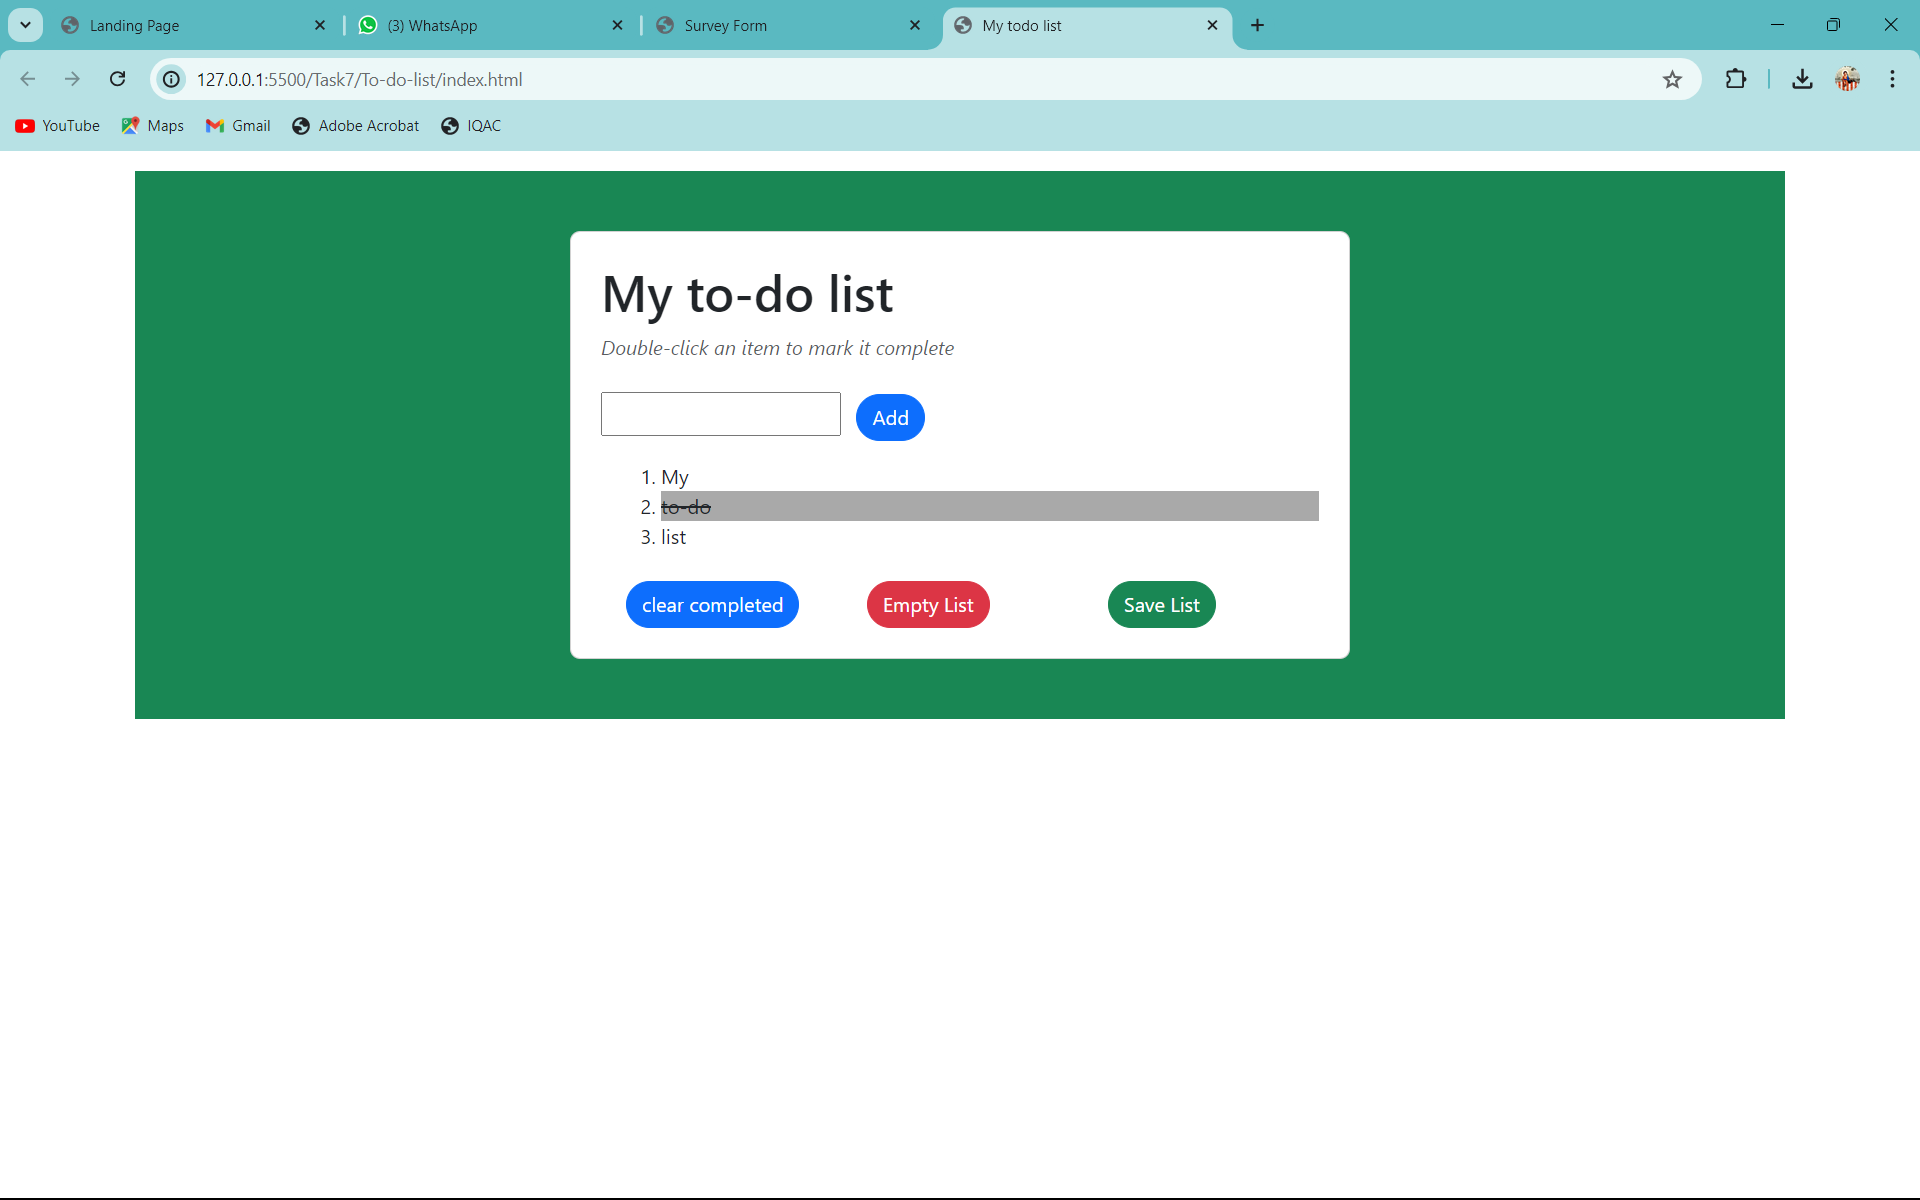 Landing Page
(3) WhatsApp
Survey Form
My todo list
127.0.0.1:5500/Task7/To-do-list/index.html
YouTube Maps Gmail Adobe Acrobat IQAC
My to-do list
Double-click an item to mark it complete
Add
1. My
2. to-do
3. list
clear completed Empty List Save List